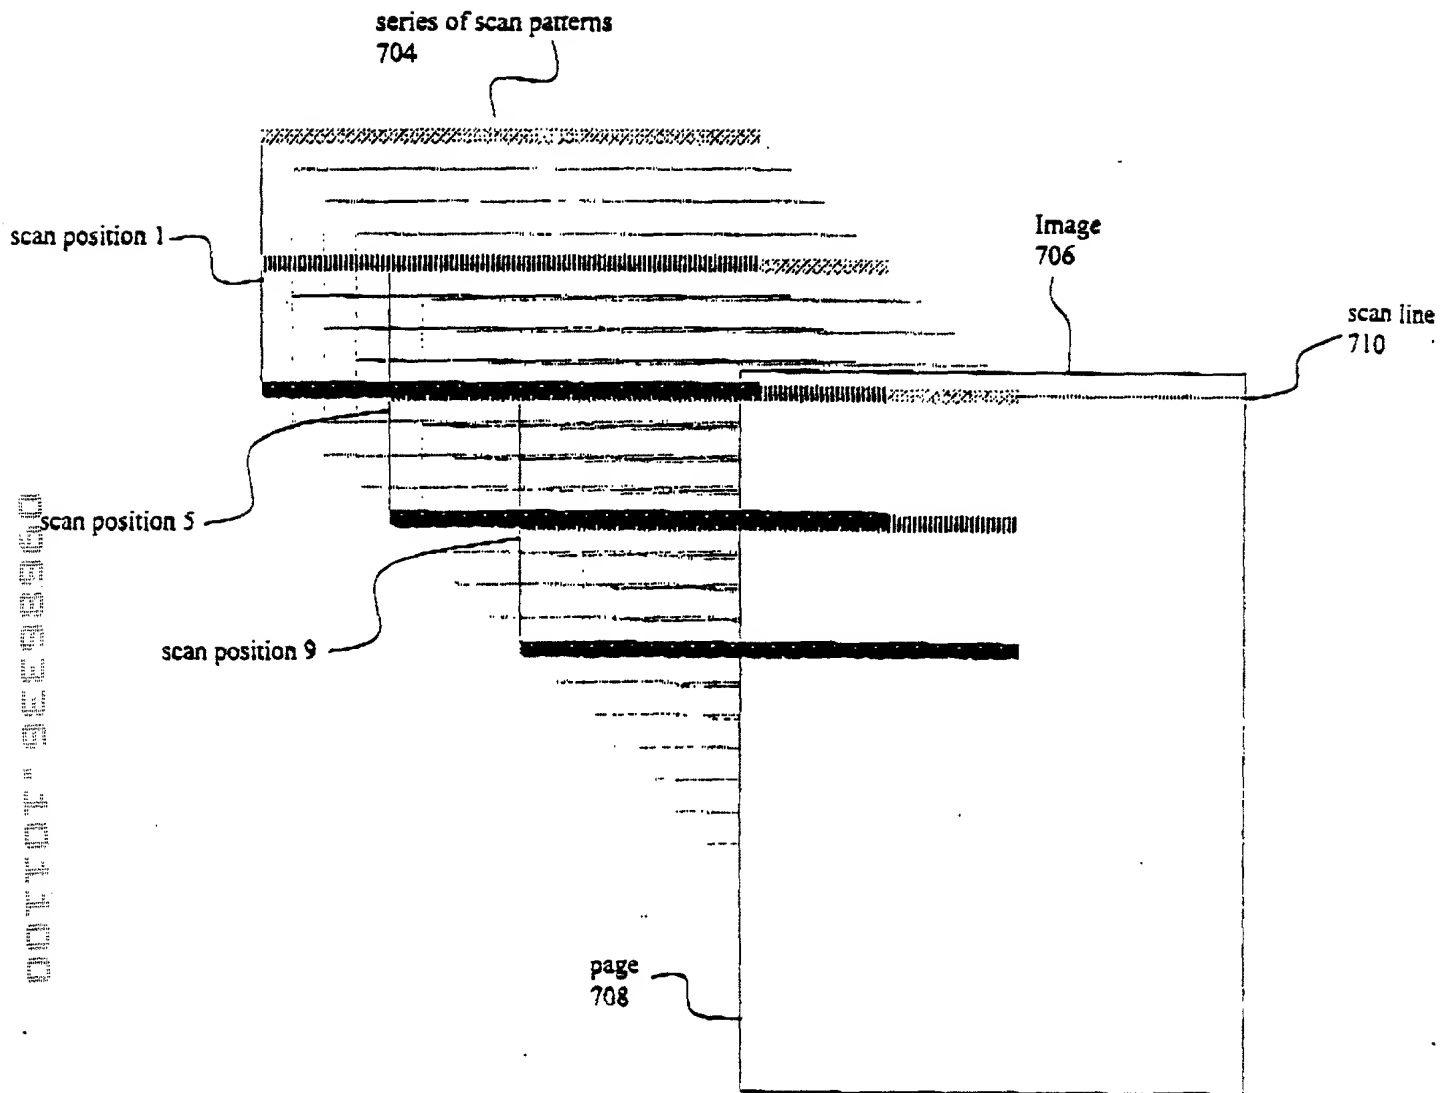 series of scan patterns
704
scan position 1
Image
706
scan line
710
scan position 5
scan position 9
page
708